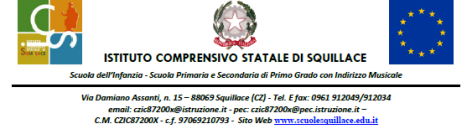 ISTITUTO COMPRENSIVO STATALE DI SQUILLACE
Scuola dell'Infanzia - Scuola Primaria e Secondaria di Primo Grado con Indirizzo Musicale
Via Damiano Assanti, n. 15 – 88069 Squillace (CZ) - Tel. E fax: 0961 912049/912034
email: czic87200x@istruzione.it - pec: czic87200x@pec.istruzione.it –
C.M. CZIC87200X - c.f. 97069210793 - Sito Web www.scuolesquillace.edu.it